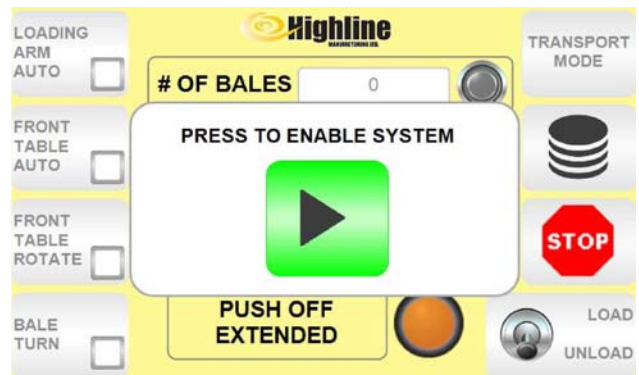 LOADING
ARM
AUTO
Highline
MANUFACTURING LTD.
TRANSPORT
MODE
# OF BALES
0
FRONT
TABLE
AUTO
PRESS TO ENABLE SYSTEM
FRONT
TABLE
ROTATE
STOP
BALE
TURN
PUSH OFF
EXTENDED
LOAD
UNLOAD